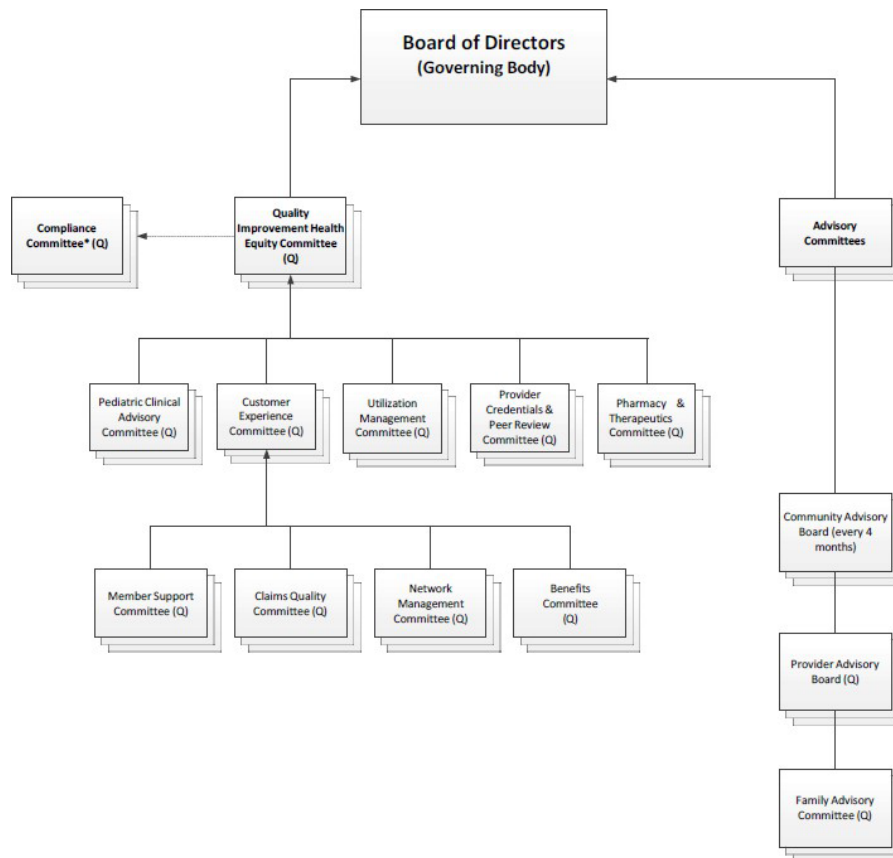 Board of Directors
(Governing Body)
Compliance
Committee* (Q)
Quality
Improvement Health
Equity Committee
(Q)
Advisory
Committees
Pediatric Clinical
Advisory
Committee (Q)
Customer
Experience
Committee (Q)
Utilization
Management
Committee (Q)
Provider
Credentials &
Peer Review
Committee (Q)
Pharmacy &
Therapeutics
Committee (Q)
Community Advisory
Board (every 4
months)
Member Support
Committee (Q)
Claims Quality
Committee (Q)
Network
Management
Committee (Q)
Benefits
Committee
(Q)
Provider Advisory
Board (Q)
Family Advisory
Committee (Q)